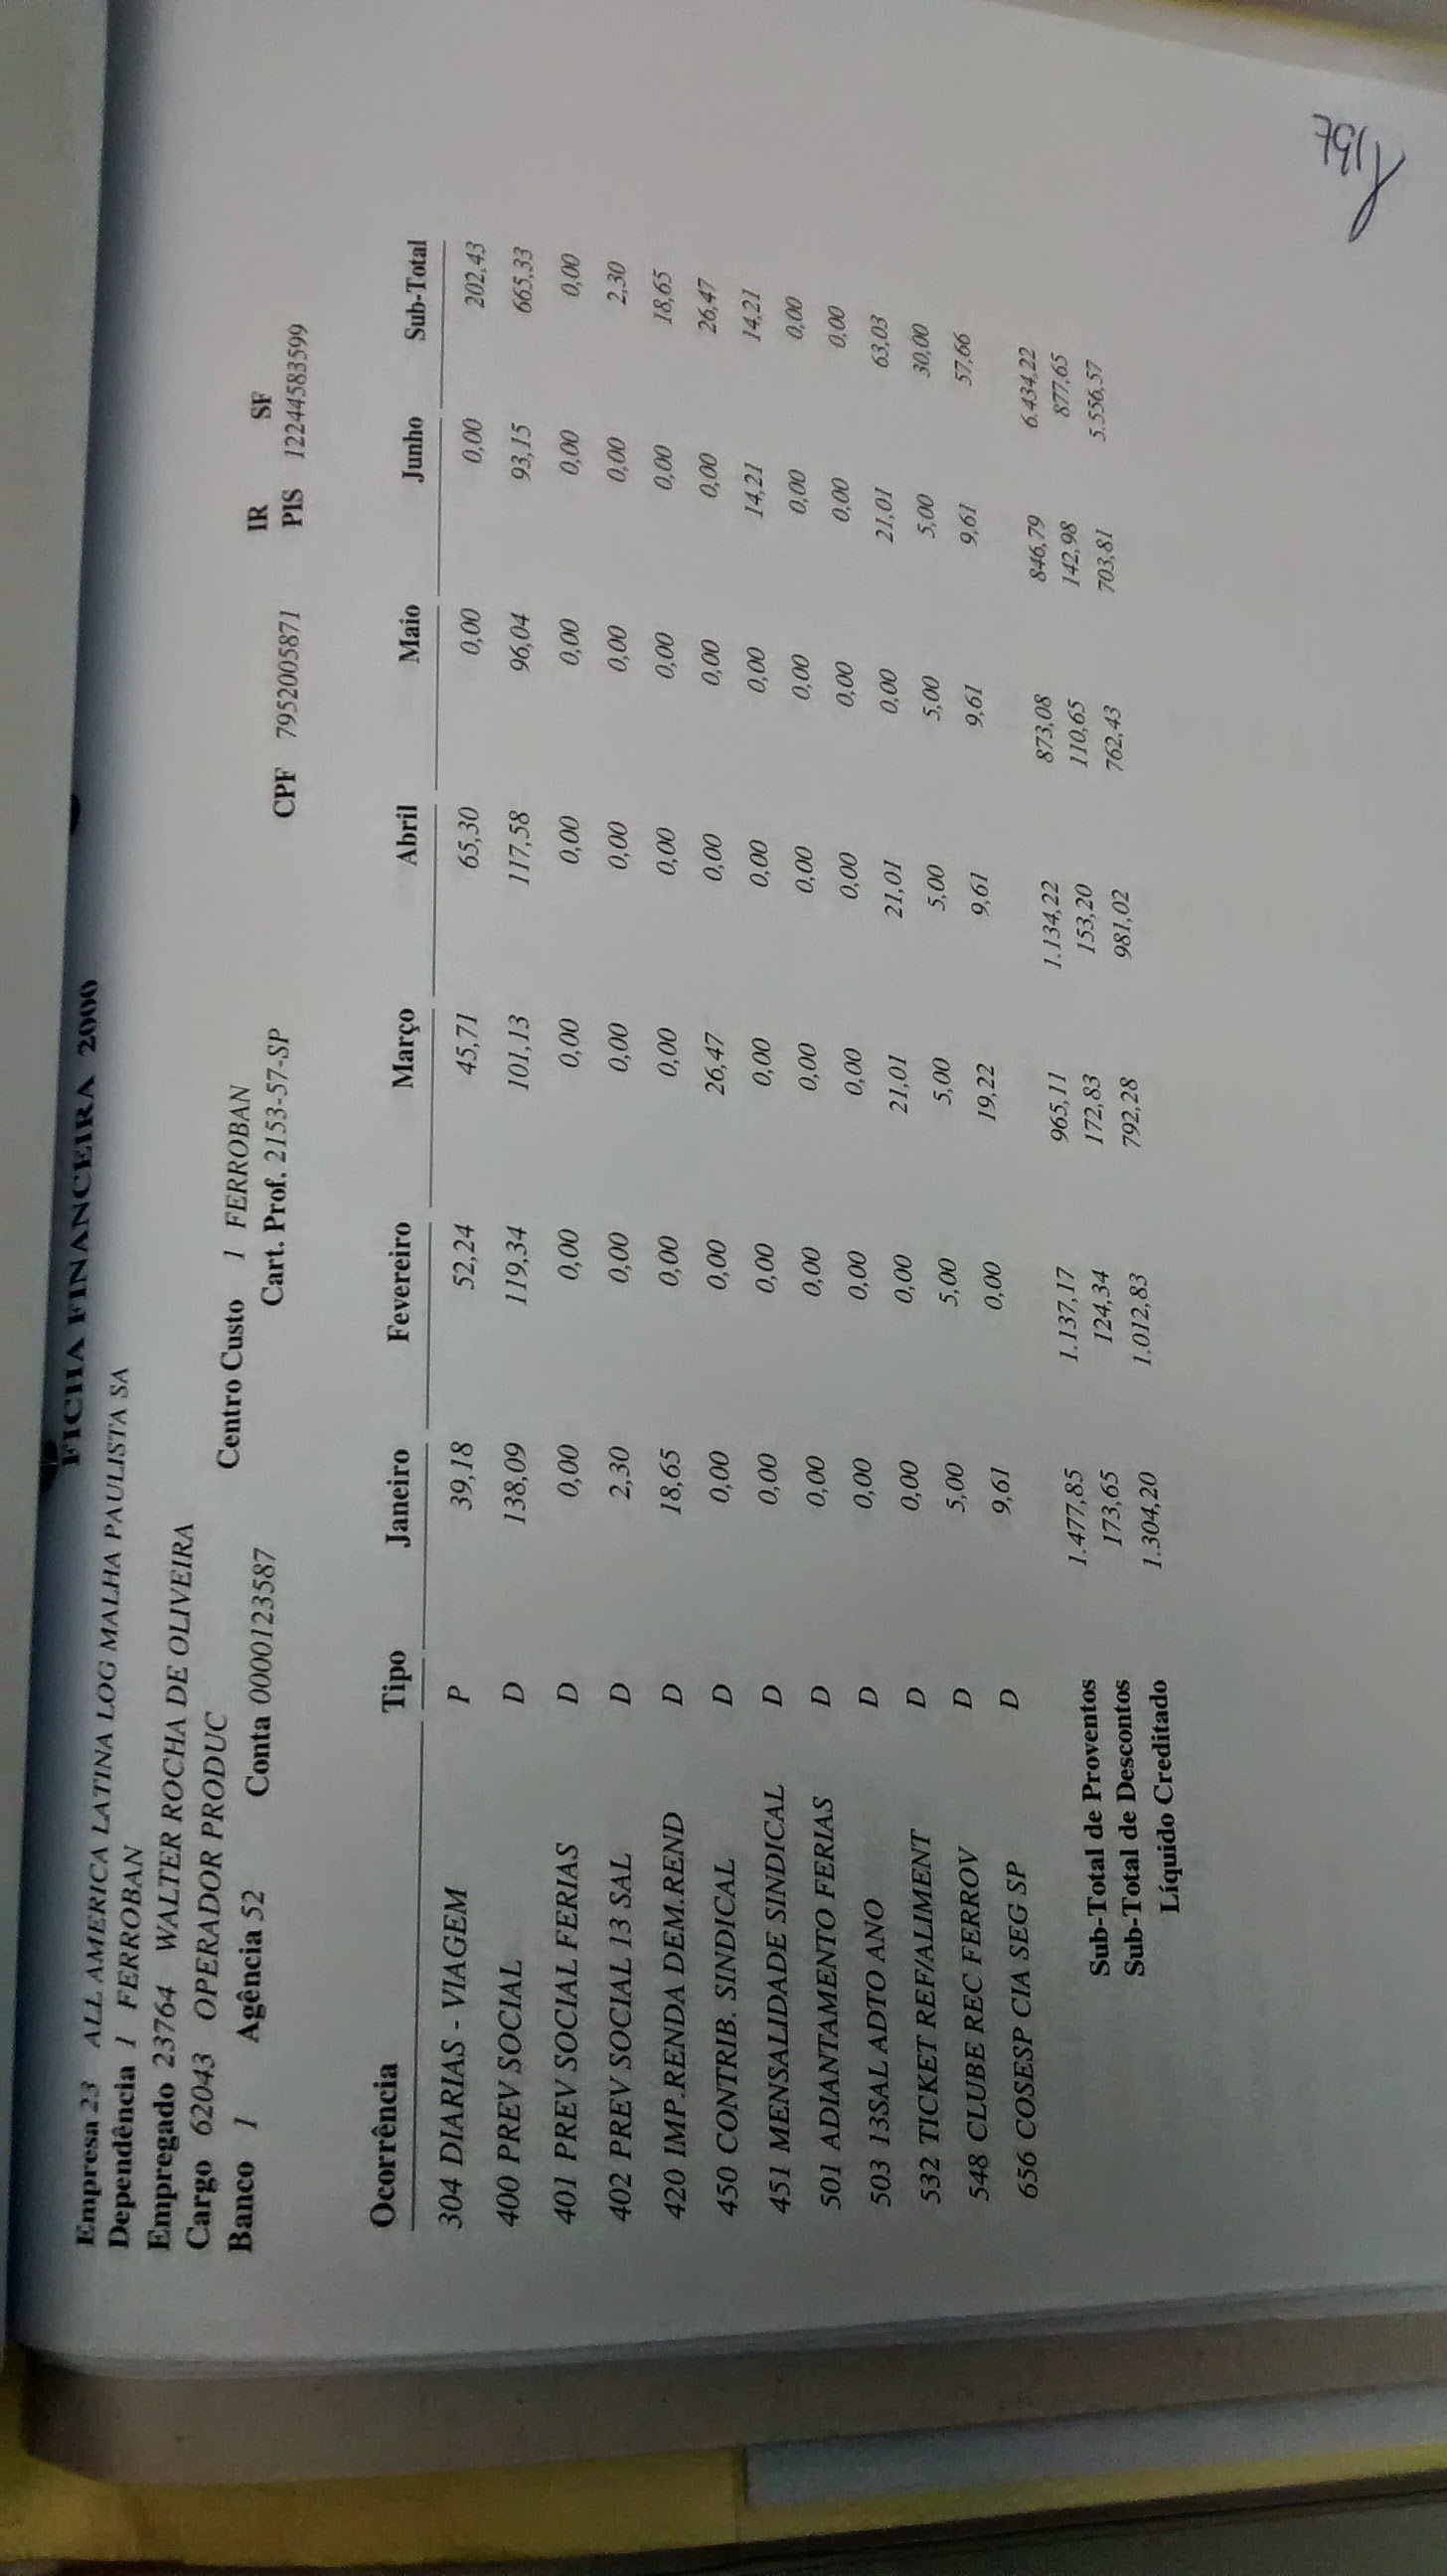 FICHA FINANCEIRA 2000
Empresa 23 ALL AMERICA LATINA LOG MALHA PAULISTA SA
Dependência 1 FERROBAN
Empregado 23764 WALTER ROCHA DE OLIVEIRA
Cargo 62043 OPERADOR PRODUC Centro Custo 1 FERROBAN IR SF
Banco 1 Agência 52 Conta 0000123587 Cart. Prof. 2153-57-SP CPF 7952005871 PIS 12244583599
Ocorrência Tipo Janeiro Fevereiro Março Abril Maio Junho Sub-Total
304 DIARIAS - VIAGEM P 39,18 52,24 45,71 65,30 0,00 0,00 202,43
400 PREV SOCIAL D 138,09 119,34 101,13 117,58 96,04 93,15 665,33
401 PREV SOCIAL FERIAS D 0,00 0,00 0,00 0,00 0,00 0,00 0,00
402 PREV SOCIAL 13 SAL D 2,30 0,00 0,00 0,00 0,00 0,00 2,30
420 IMP.RENDA DEM.REND D 18,65 0,00 0,00 0,00 0,00 0,00 18,65
450 CONTRIB. SINDICAL D 0,00 0,00 26,47 0,00 0,00 0,00 26,47
451 MENSALIDADE SINDICAL D 0,00 0,00 0,00 0,00 0,00 14,21 14,21
501 ADIANTAMENTO FERIAS D 0,00 0,00 0,00 0,00 0,00 0,00 0,00
503 13SAL ADTO ANO D 0,00 0,00 0,00 0,00 0,00 0,00 0,00
532 TICKET REF/ALIMENT D 0,00 0,00 21,01 21,01 0,00 21,01 63,03
548 CLUBE REC FERROV D 5,00 5,00 5,00 5,00 5,00 5,00 30,00
656 COSESP CIA SEG SP D 9,61 0,00 19,22 9,61 9,61 9,61 57,66
Sub-Total de Proventos 1.477,85 1.137,17 965,11 1.134,22 873,08 846,79 6.434,22
Sub-Total de Descontos 173,65 124,34 172,83 153,20 110,65 142,98 877,65
Líquido Creditado 1.304,20 1.012,83 792,28 981,02 762,43 703,81 5.556,57